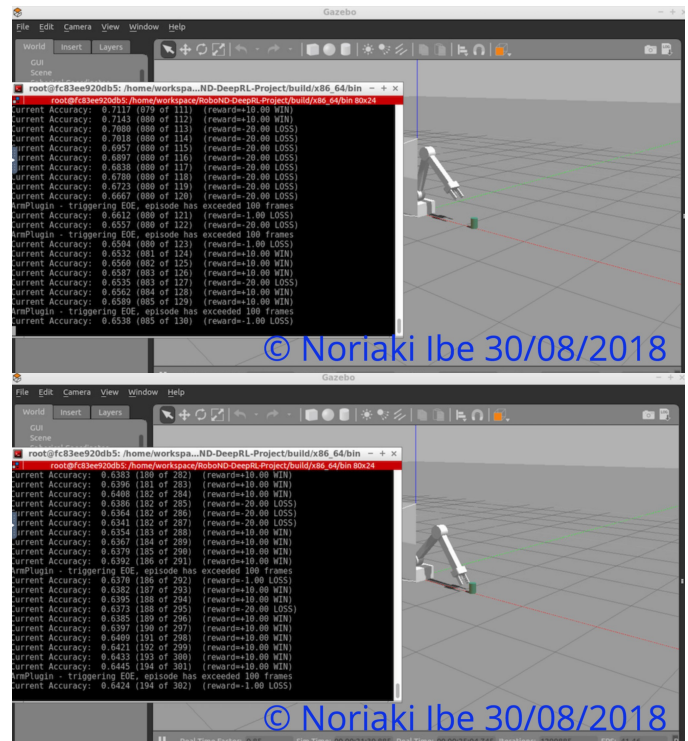 Gazebo
File Edit Camera View Window Help
World Insert Layers
GUI
Scene
root@fc83ee920db5: /home/workspa...ND-DeepRL-Project/build/x86_64/bin
root@fc83ee920db5: /home/workspace/RoboND-DeepRL-Project/build/x86_64/bin 80x24
Current Accuracy: 0.7117 (079 of 111) (reward=+10.00 WIN)
Current Accuracy: 0.7143 (080 of 112) (reward=+10.00 WIN)
Current Accuracy: 0.7080 (080 of 113) (reward=-20.00 LOSS)
Current Accuracy: 0.7018 (080 of 114) (reward=-20.00 LOSS)
urrent Accuracy: 0.6957 (080 of 115) (reward=-20.00 LOSS)
urrent Accuracy: 0.6897 (080 of 116) (reward=-20.00 LOSS)
urrent Accuracy: 0.6838 (080 of 117) (reward=-20.00 LOSS)
Current Accuracy: 0.6780 (080 of 118) (reward=-20.00 LOSS)
Current Accuracy: 0.6723 (080 of 119) (reward=-20.00 LOSS)
Current Accuracy: 0.6667 (080 of 120) (reward=-20.00 LOSS)
ArmPlugin - triggering EOE, episode has exceeded 100 frames
Current Accuracy: 0.6612 (080 of 121) (reward=-1.00 LOSS)
Current Accuracy: 0.6557 (080 of 122) (reward=-20.00 LOSS)
ArmPlugin - triggering EOE, episode has exceeded 100 frames
Current Accuracy: 0.6504 (080 of 123) (reward=-1.00 LOSS)
Current Accuracy: 0.6532 (081 of 124) (reward=+10.00 WIN)
Current Accuracy: 0.6560 (082 of 125) (reward=+10.00 WIN)
Current Accuracy: 0.6587 (083 of 126) (reward=+10.00 WIN)
Current Accuracy: 0.6535 (083 of 127) (reward=-20.00 LOSS)
Current Accuracy: 0.6562 (084 of 128) (reward=+10.00 WIN)
Current Accuracy: 0.6589 (085 of 129) (reward=+10.00 WIN)
ArmPlugin - triggering EOE, episode has exceeded 100 frames
Current Accuracy: 0.6538 (085 of 130) (reward=-1.00 LOSS)
© Noriaki Ibe 30/08/2018
Gazebo
File Edit Camera View Window Help
World Insert Layers
GUI
Scene
root@fc83ee920db5: /home/workspa...ND-DeepRL-Project/build/x86_64/bin
root@fc83ee920db5: /home/workspace/RoboND-DeepRL-Project/build/x86_64/bin 80x24
Current Accuracy: 0.6383 (180 of 282) (reward=+10.00 WIN)
Current Accuracy: 0.6396 (181 of 283) (reward=+10.00 WIN)
Current Accuracy: 0.6408 (182 of 284) (reward=+10.00 WIN)
Current Accuracy: 0.6386 (182 of 285) (reward=-20.00 LOSS)
Current Accuracy: 0.6364 (182 of 286) (reward=-20.00 LOSS)
urrent Accuracy: 0.6341 (182 of 287) (reward=-20.00 LOSS)
urrent Accuracy: 0.6354 (183 of 288) (reward=+10.00 WIN)
Current Accuracy: 0.6367 (184 of 289) (reward=+10.00 WIN)
Current Accuracy: 0.6379 (185 of 290) (reward=+10.00 WIN)
Current Accuracy: 0.6392 (186 of 291) (reward=+10.00 WIN)
ArmPlugin - triggering EOE, episode has exceeded 100 frames
Current Accuracy: 0.6370 (186 of 292) (reward=-1.00 LOSS)
Current Accuracy: 0.6382 (187 of 293) (reward=+10.00 WIN)
Current Accuracy: 0.6395 (188 of 294) (reward=+10.00 WIN)
Current Accuracy: 0.6373 (188 of 295) (reward=-20.00 LOSS)
Current Accuracy: 0.6385 (189 of 296) (reward=+10.00 WIN)
Current Accuracy: 0.6397 (190 of 297) (reward=+10.00 WIN)
Current Accuracy: 0.6409 (191 of 298) (reward=+10.00 WIN)
Current Accuracy: 0.6421 (192 of 299) (reward=+10.00 WIN)
Current Accuracy: 0.6433 (193 of 300) (reward=+10.00 WIN)
Current Accuracy: 0.6445 (194 of 301) (reward=+10.00 WIN)
ArmPlugin - triggering EOE, episode has exceeded 100 frames
Current Accuracy: 0.6424 (194 of 302) (reward=-1.00 LOSS)
© Noriaki Ibe 30/08/2018